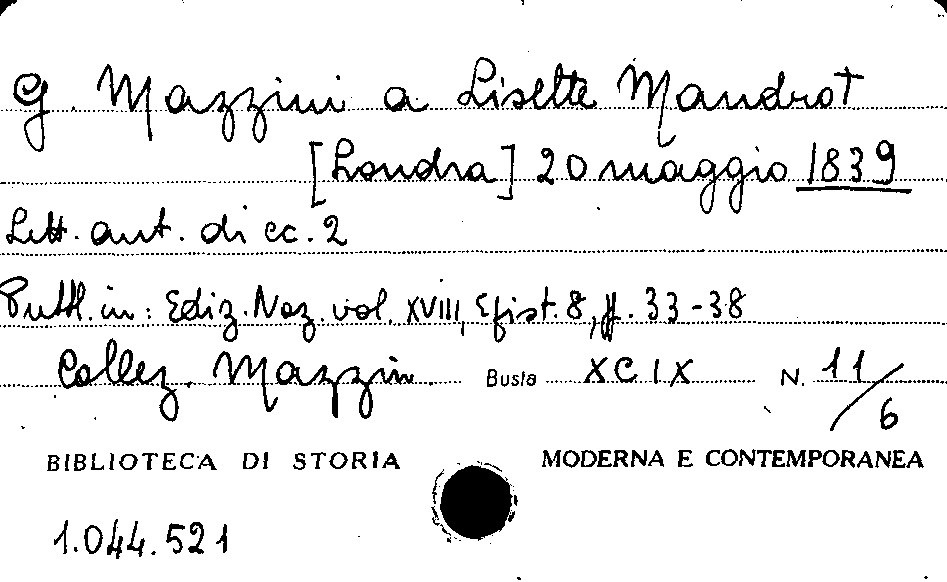 G. Mazzini a Lisette Mandrot
[Londra] 20 maggio 1839
Lett. aut. di cc. 2
Publ. in: Ediz. Naz. vol. XVIII, Epist. 8, pp. 33-38
Collez. Mazzini Busta XCIX N. 11/6
BIBLIOTECA DI STORIA MODERNA E CONTEMPORANEA
1.044.521